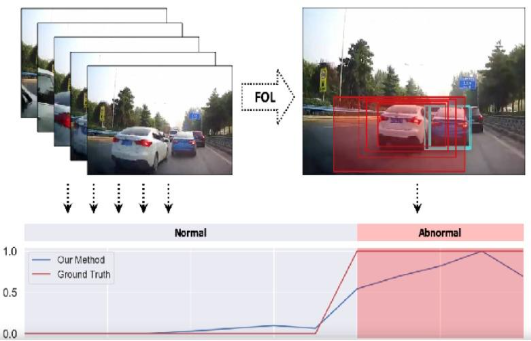 FOL
Normal
Abnormal
1.0
Our Method
Ground Truth
0.5
0.0